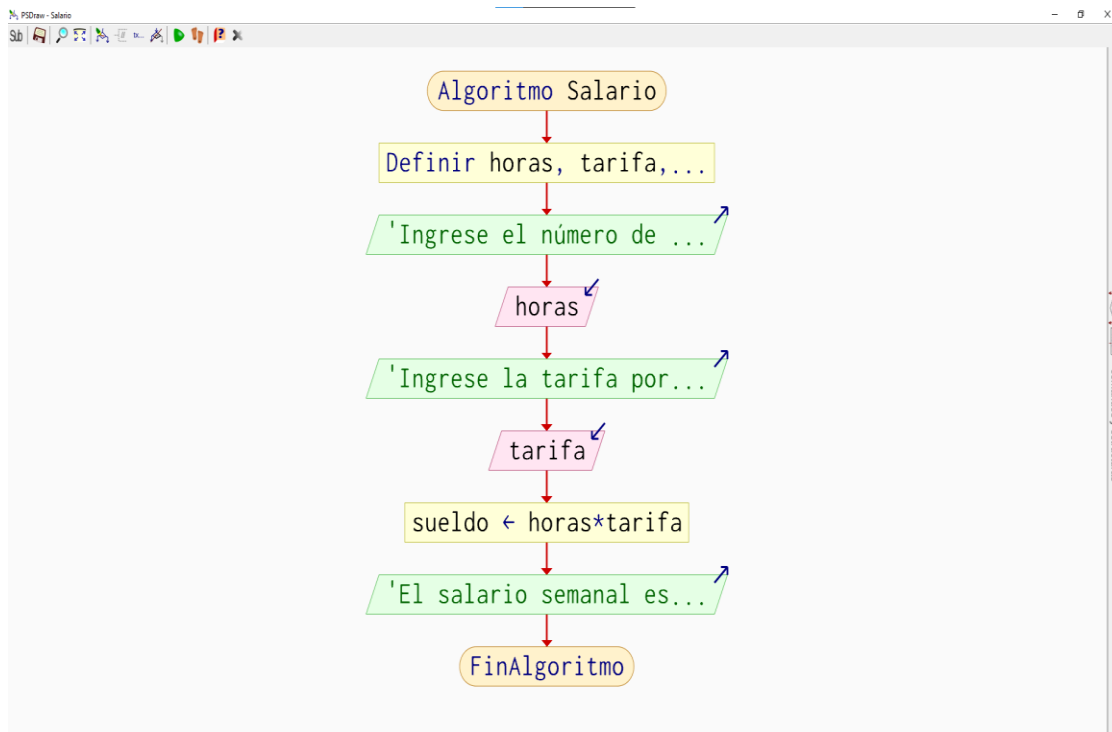 PSDraw - Salario
Sub
Algoritmo Salario
Definir horas, tarifa,...
'Ingrese el número de ...
horas
'Ingrese la tarifa por...
tarifa
sueldo ← horas*tarifa
'El salario semanal es...
FinAlgoritmo